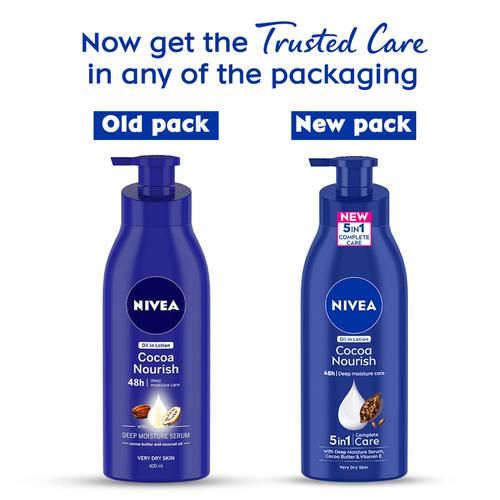 Now get the Trusted Care
in any of the packaging
Old pack
New pack
NIVEA
Oil in Lotion
Cocoa
Nourish
48h | deep
moisture care
with
DEEP MOISTURE SERUM
cocoa butter and coconut oil
VERY DRY SKIN
400 ml
NEW
5IN1
COMPLETE
CARE
NIVEA
Oil in Lotion
Cocoa
Nourish
48h | Deep moisture care
5in1 | Complete
Care
with Deep Moisture Serum,
Cocoa Butter & Vitamin E
Very Dry Skin